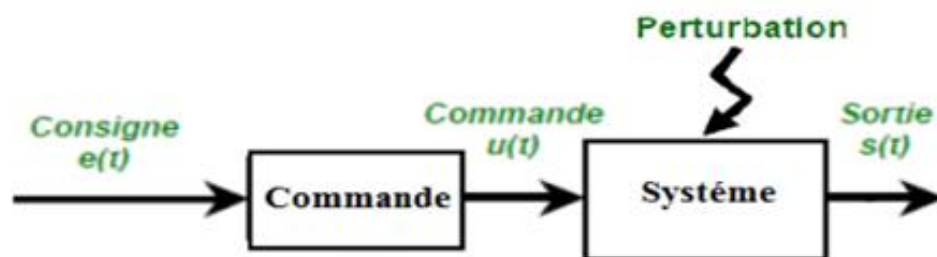 Perturbation
Consigne
e(t)
Commande
u(t)
Sortie
s(t)
Commande
Systéme